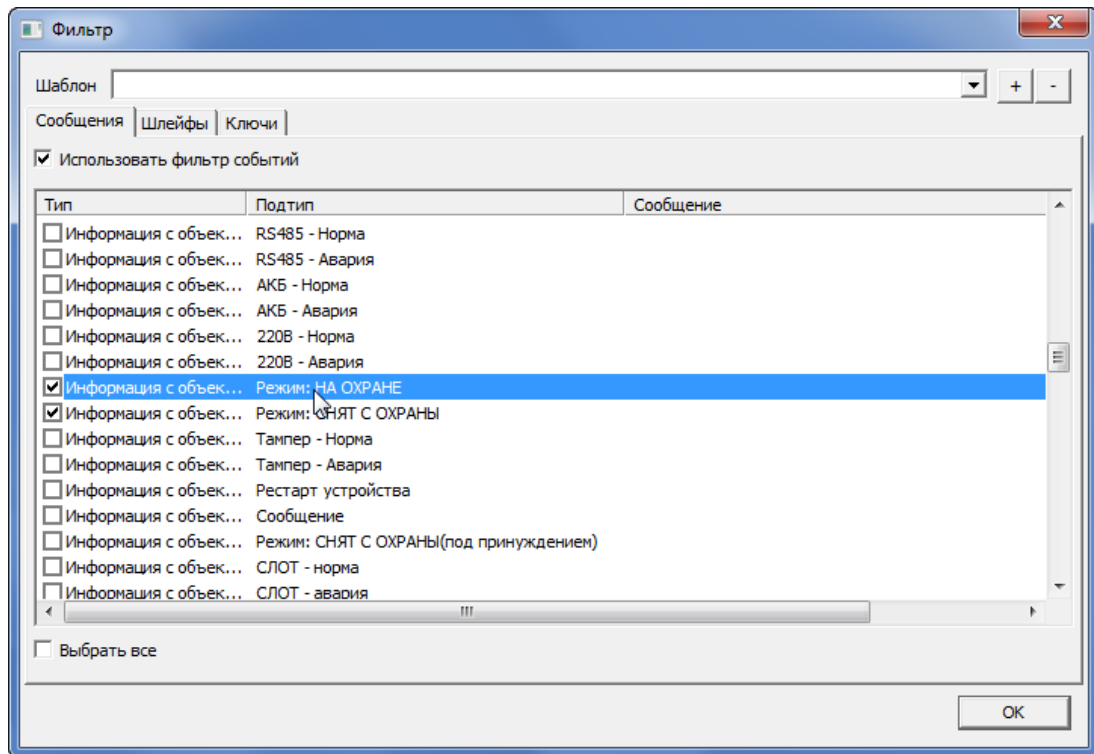 Фильтр
Шаблон
+ -
Сообщения Шлейфы Ключи
Использовать фильтр событий
Тип Подтип Сообщение
Информация с объек... RS485 - Норма
Информация с объек... RS485 - Авария
Информация с объек... АКБ - Норма
Информация с объек... АКБ - Авария
Информация с объек... 220В - Норма
Информация с объек... 220В - Авария
Информация с объек... Режим: НА ОХРАНЕ
Информация с объек... Режим: СНЯТ С ОХРАНЫ
Информация с объек... Тампер - Норма
Информация с объек... Тампер - Авария
Информация с объек... Рестарт устройства
Информация с объек... Сообщение
Информация с объек... Режим: СНЯТ С ОХРАНЫ(под принуждением)
Информация с объек... СЛОТ - норма
Информация с объек... СЛОТ - авария
Выбрать все
OK